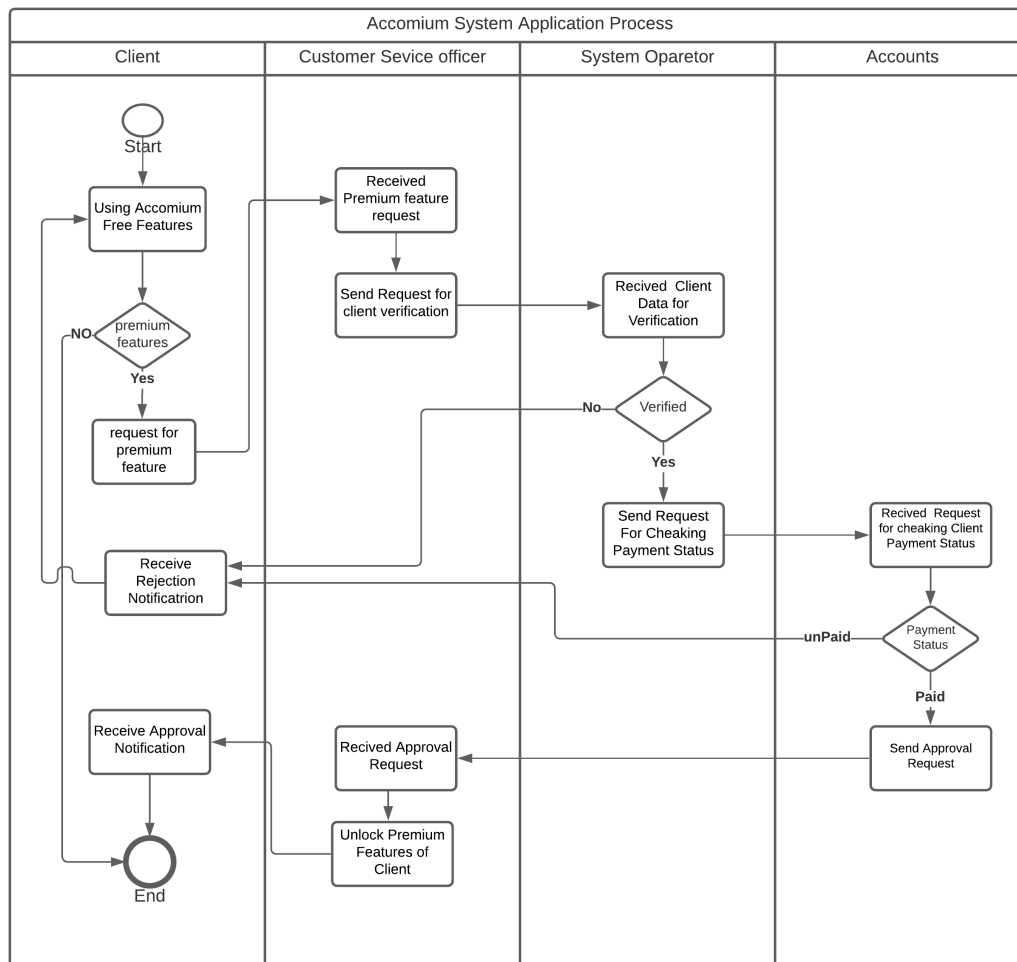 Accomium System Application Process
Client
Customer Sevice officer
System Oparetor
Accounts
Start
Using Accomium
Free Features
premium
features
NO
Yes
request for
premium
feature
Received
Premium feature
request
Send Request for
client verification
Recived Client
Data for
Verification
Verified
No
Yes
Send Request
For Cheaking
Payment Status
Recived Request
for cheaking Client
Payment Status
Payment
Status
unPaid
Paid
Send Approval
Request
Receive
Rejection
Notificatrion
Recived Approval
Request
Unlock Premium
Features of
Client
Receive Approval
Notification
End